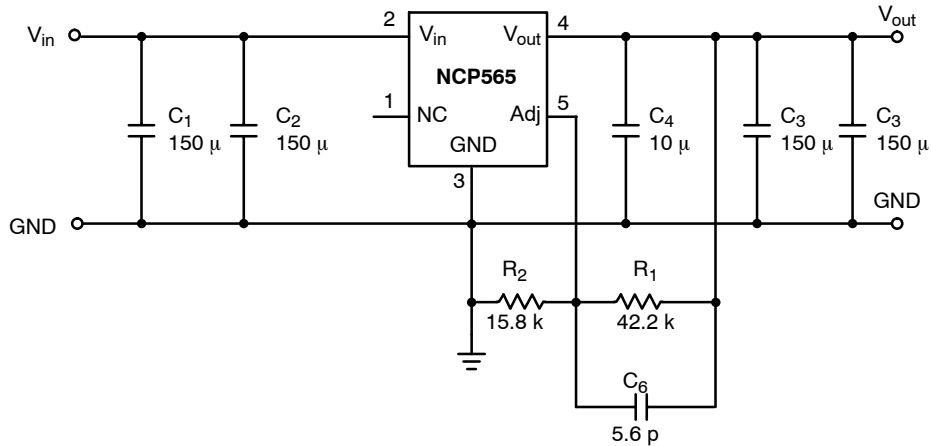 V_in
2
V_in
V_out
4
V_out
NCP565
1
NC
Adj
5
GND
3
C_1
150 μ
C_2
150 μ
C_4
10 μ
C_3
150 μ
C_3
150 μ
GND
GND
R_2
15.8 k
R_1
42.2 k
C_6
5.6 p